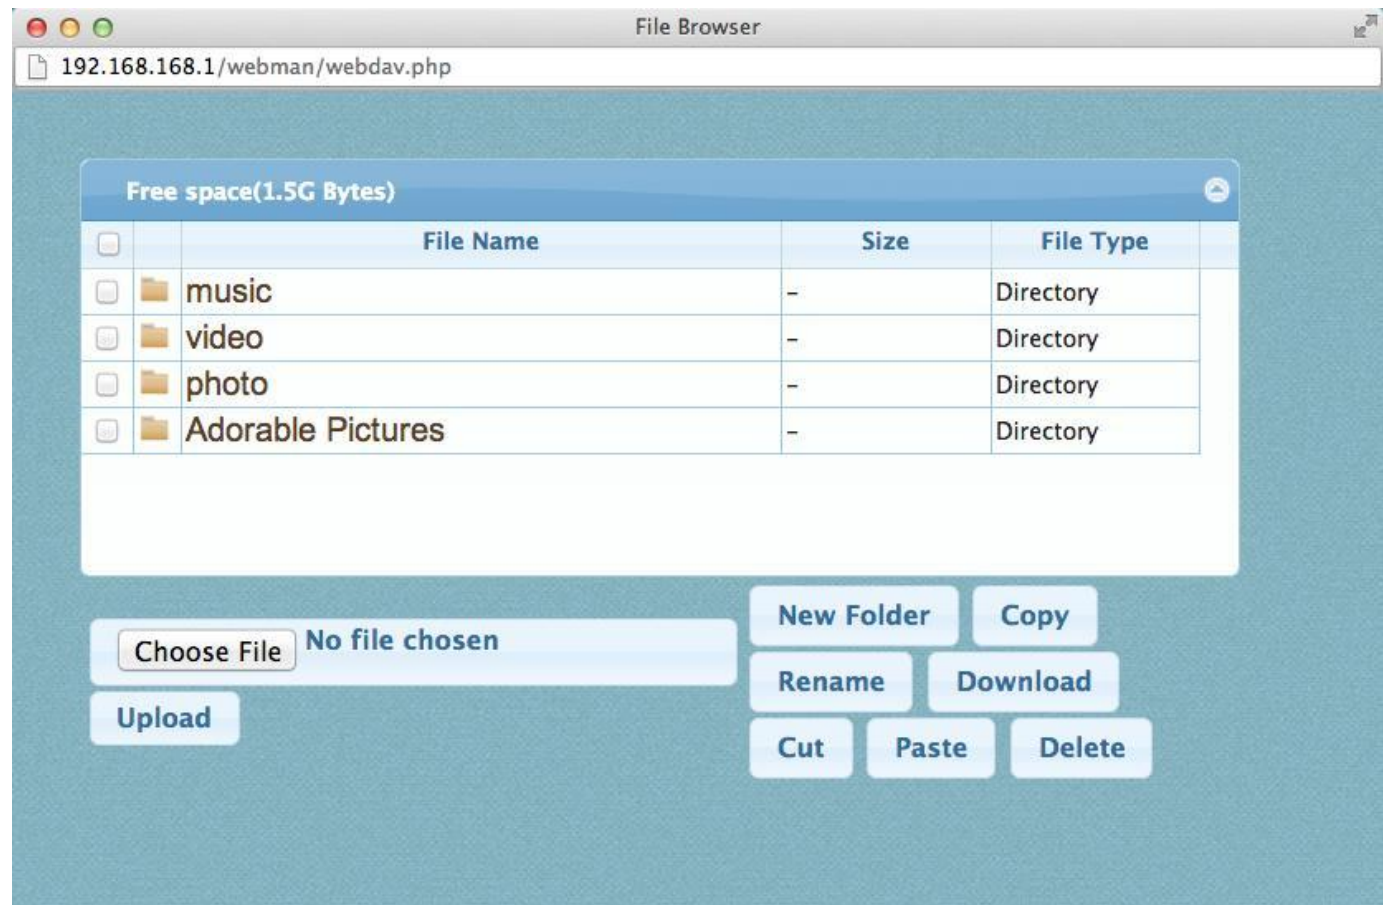 File Browser
192.168.168.1/webman/webdav.php
Free space(1.5G Bytes)
File Name Size File Type
music – Directory
video – Directory
photo – Directory
Adorable Pictures – Directory
Choose File No file chosen
Upload
New Folder Copy
Rename Download
Cut Paste Delete